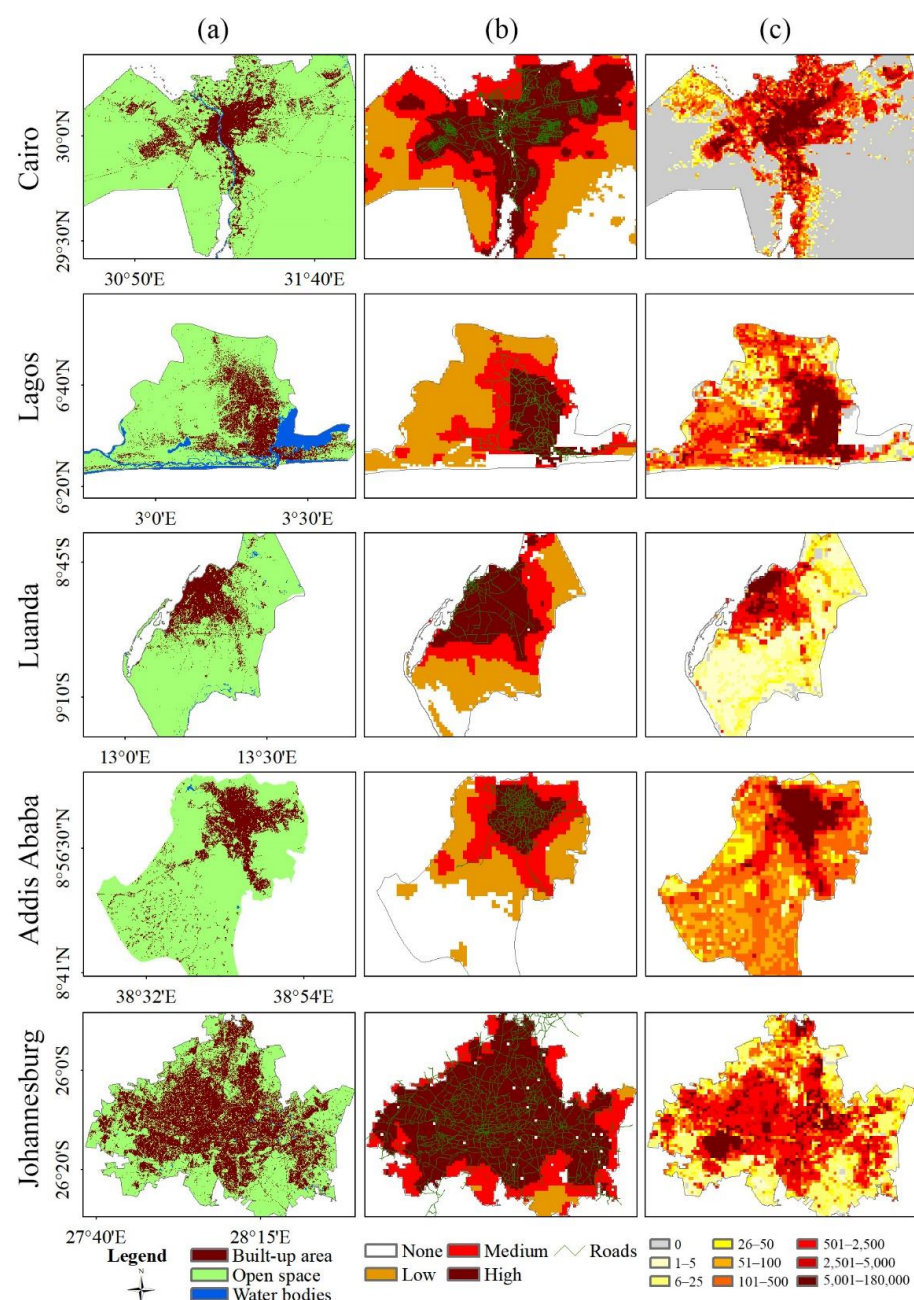 (a) (b) (c)
Cairo
30°0'N
29°30'N
30°50'E 31°40'E
Lagos
6°40'N
6°20'N
3°0'E 3°30'E
Luanda
8°45'S
9°10'S
13°0'E 13°30'E
Addis Ababa
8°56'30"N
8°41'N
38°32'E 38°54'E
Johannesburg
26°0'S
26°20'S
27°40'E 28°15'E
Legend
N
Built-up area
Open space
Water bodies
None Medium Roads
Low High
0 26–50 501–2,500
1–5 51–100 2,501–5,000
6–25 101–500 5,001–180,000